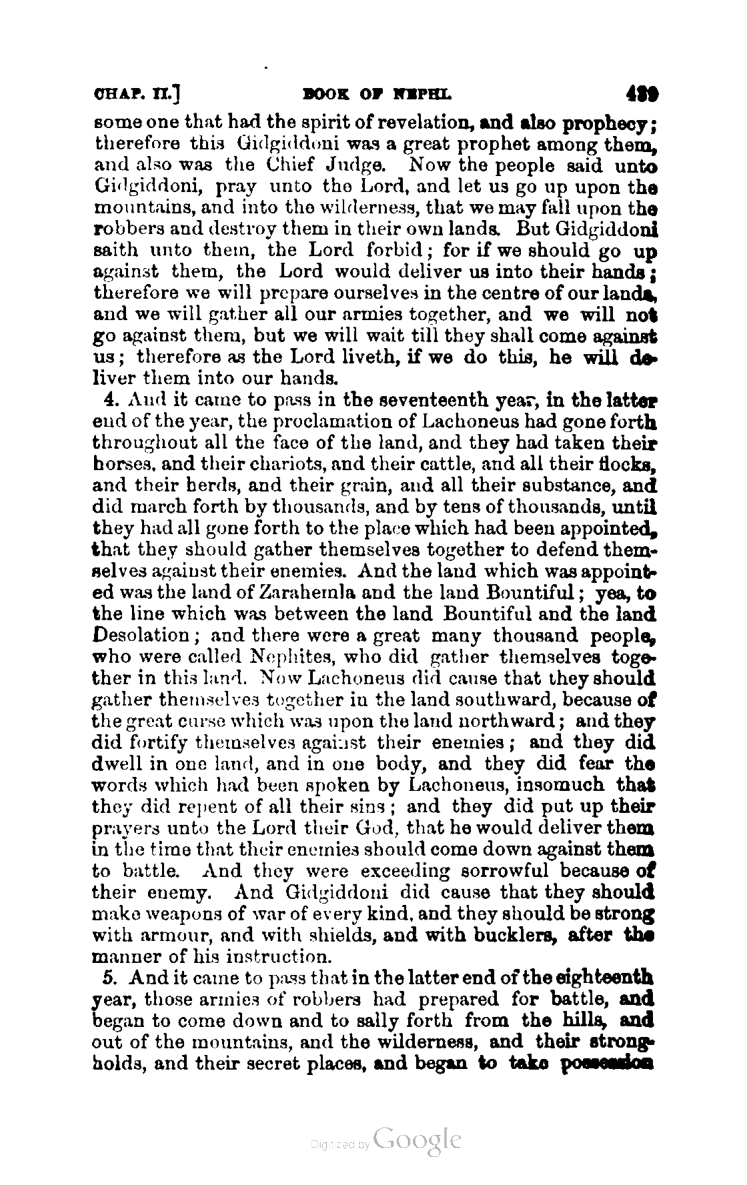 CHAP. II.] BOOK OF NEPHI. 439
some one that had the spirit of revelation, and also prophecy;
therefore this Gidgiddoni was a great prophet among them,
and also was the Chief Judge. Now the people said unto
Gidgiddoni, pray unto the Lord, and let us go up upon the
mountains, and into the wilderness, that we may fall upon the
robbers and destroy them in their own lands. But Gidgiddoni
saith unto them, the Lord forbid; for if we should go up
against them, the Lord would deliver us into their hands;
therefore we will prepare ourselves in the centre of our lands,
and we will gather all our armies together, and we will not
go against them, but we will wait till they shall come against
us; therefore as the Lord liveth, if we do this, he will de-
liver them into our hands.
4. And it came to pass in the seventeenth year, in the latter
end of the year, the proclamation of Lachoneus had gone forth
throughout all the face of the land, and they had taken their
horses, and their chariots, and their cattle, and all their flocks,
and their herds, and their grain, and all their substance, and
did march forth by thousands, and by tens of thousands, until
they had all gone forth to the place which had been appointed,
that they should gather themselves together to defend them-
selves against their enemies. And the land which was appoint-
ed was the land of Zarahemla and the land Bountiful; yea, to
the line which was between the land Bountiful and the land
Desolation; and there were a great many thousand people,
who were called Nephites, who did gather themselves toge-
ther in this land. Now Lachoneus did cause that they should
gather themselves together in the land southward, because of
the great curse which was upon the land northward; and they
did fortify themselves against their enemies; and they did
dwell in one land, and in one body, and they did fear the
words which had been spoken by Lachoneus, insomuch that
they did repent of all their sins; and they did put up their
prayers unto the Lord their God, that he would deliver them
in the time that their enemies should come down against them
to battle. And they were exceeding sorrowful because of
their enemy. And Gidgiddoni did cause that they should
make weapons of war of every kind, and they should be strong
with armour, and with shields, and with bucklers, after the
manner of his instruction.
5. And it came to pass that in the latter end of the eighteenth
year, those armies of robbers had prepared for battle, and
began to come down and to sally forth from the hills, and
out of the mountains, and the wilderness, and their strong-
holds, and their secret places, and began to take possession
Digitized by Google